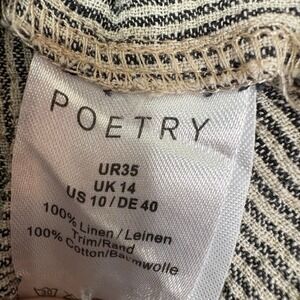 POETRY
UR35
UK 14
US 10 / DE 40
100% Linen / Leinen
Trim/Rand
100% Cotton/Baumwolle